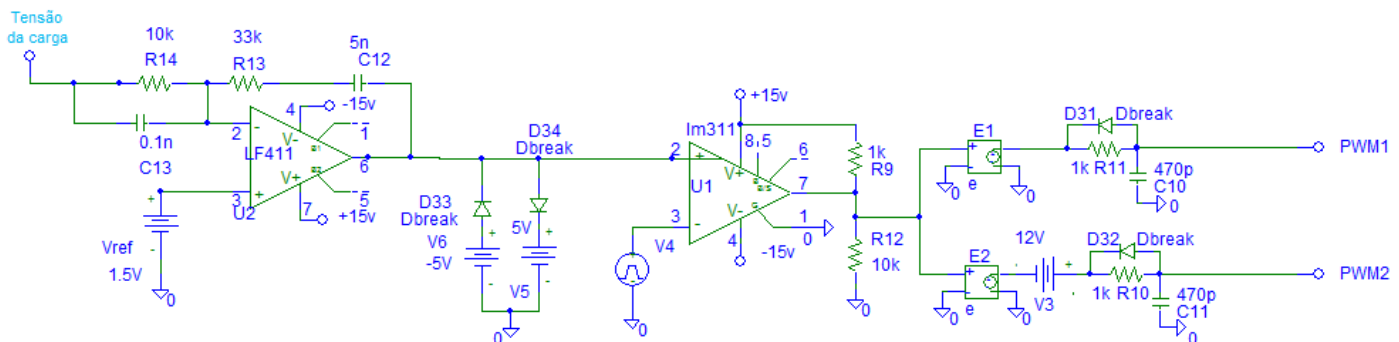 Tensão
da carga
10k
R14
33k
R13
5n
C12
0.1n
C13
4
-15v
V-
1
2
-
B1
LF411
6
B2
V+
5
+
3
U2
7
+15v
+
-
Vref
1.5V
0
D34
Dbreak
D33
Dbreak
V6
-5V
+
-
5V
+
-
V5
0
+15v
lm311
8
5
6
2
+
V+
B
B/S
U1
7
G
3
-
V-
1
0
4
-15v
V4
0
1k
R9
R12
10k
0
E1
+
-
+
-
0
0
e
D31
Dbreak
1k
R11
470p
C10
0
PWM1
E2
+
-
+
-
0
0
e
12V
-
+
V3
D32
Dbreak
1k
R10
470p
C11
0
PWM2